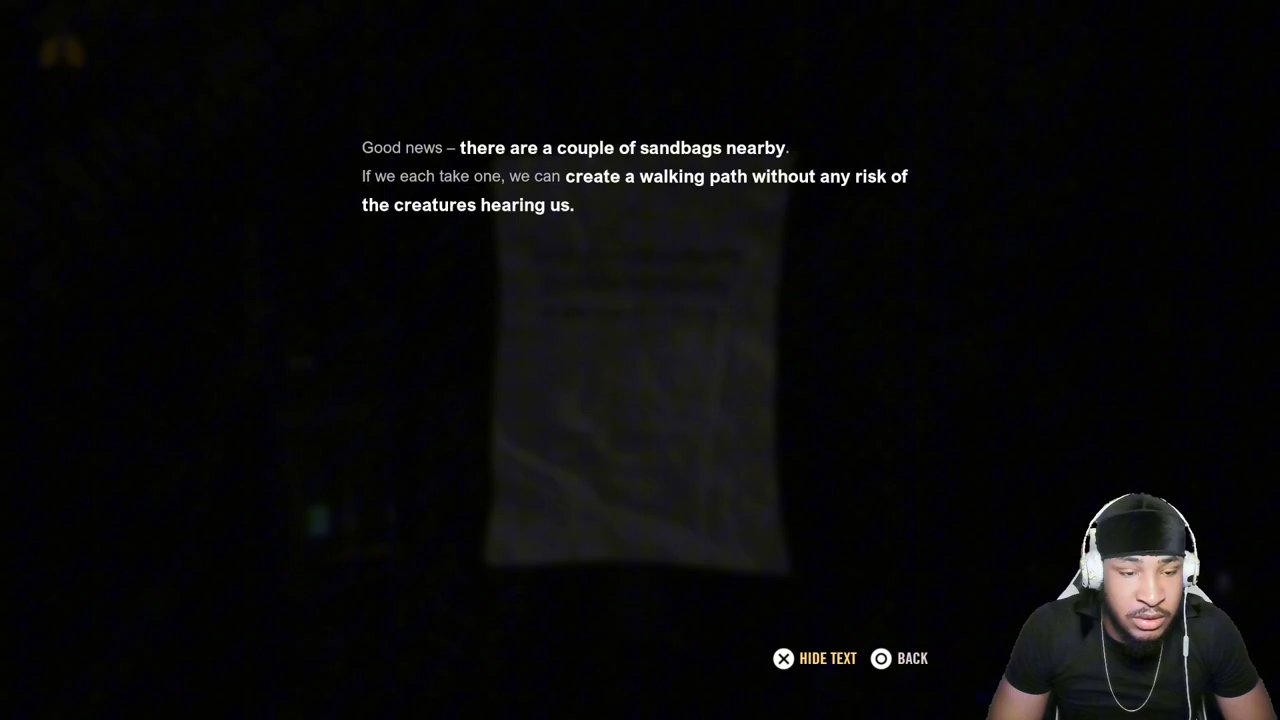 Good news – there are a couple of sandbags nearby.
If we each take one, we can create a walking path without any risk of
the creatures hearing us.
HIDE TEXT
BACK